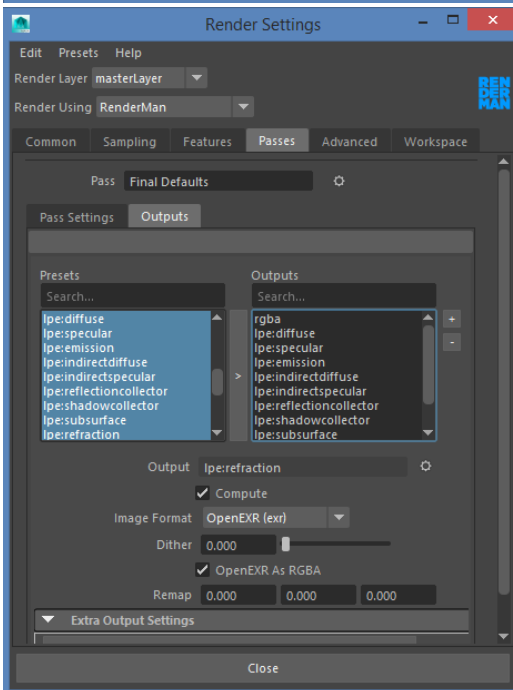 Render Settings
Edit Presets Help
Render Layer masterLayer
Render Using RenderMan
REN
DER
MAN
Common Sampling Features Passes Advanced Workspace
Pass Final Defaults
Pass Settings Outputs
Presets Outputs
Search... Search...
lpe:diffuse
lpe:specular
lpe:emission
lpe:indirectdiffuse
lpe:indirectspecular
lpe:reflectioncollector
lpe:shadowcollector
lpe:subsurface
lpe:refraction
>
rgba
lpe:diffuse
lpe:specular
lpe:emission
lpe:indirectdiffuse
lpe:indirectspecular
lpe:reflectioncollector
lpe:shadowcollector
lpe:subsurface
+
-
Output lpe:refraction
Compute
Image Format OpenEXR (exr)
Dither 0.000
OpenEXR As RGBA
Remap 0.000 0.000 0.000
Extra Output Settings
Close